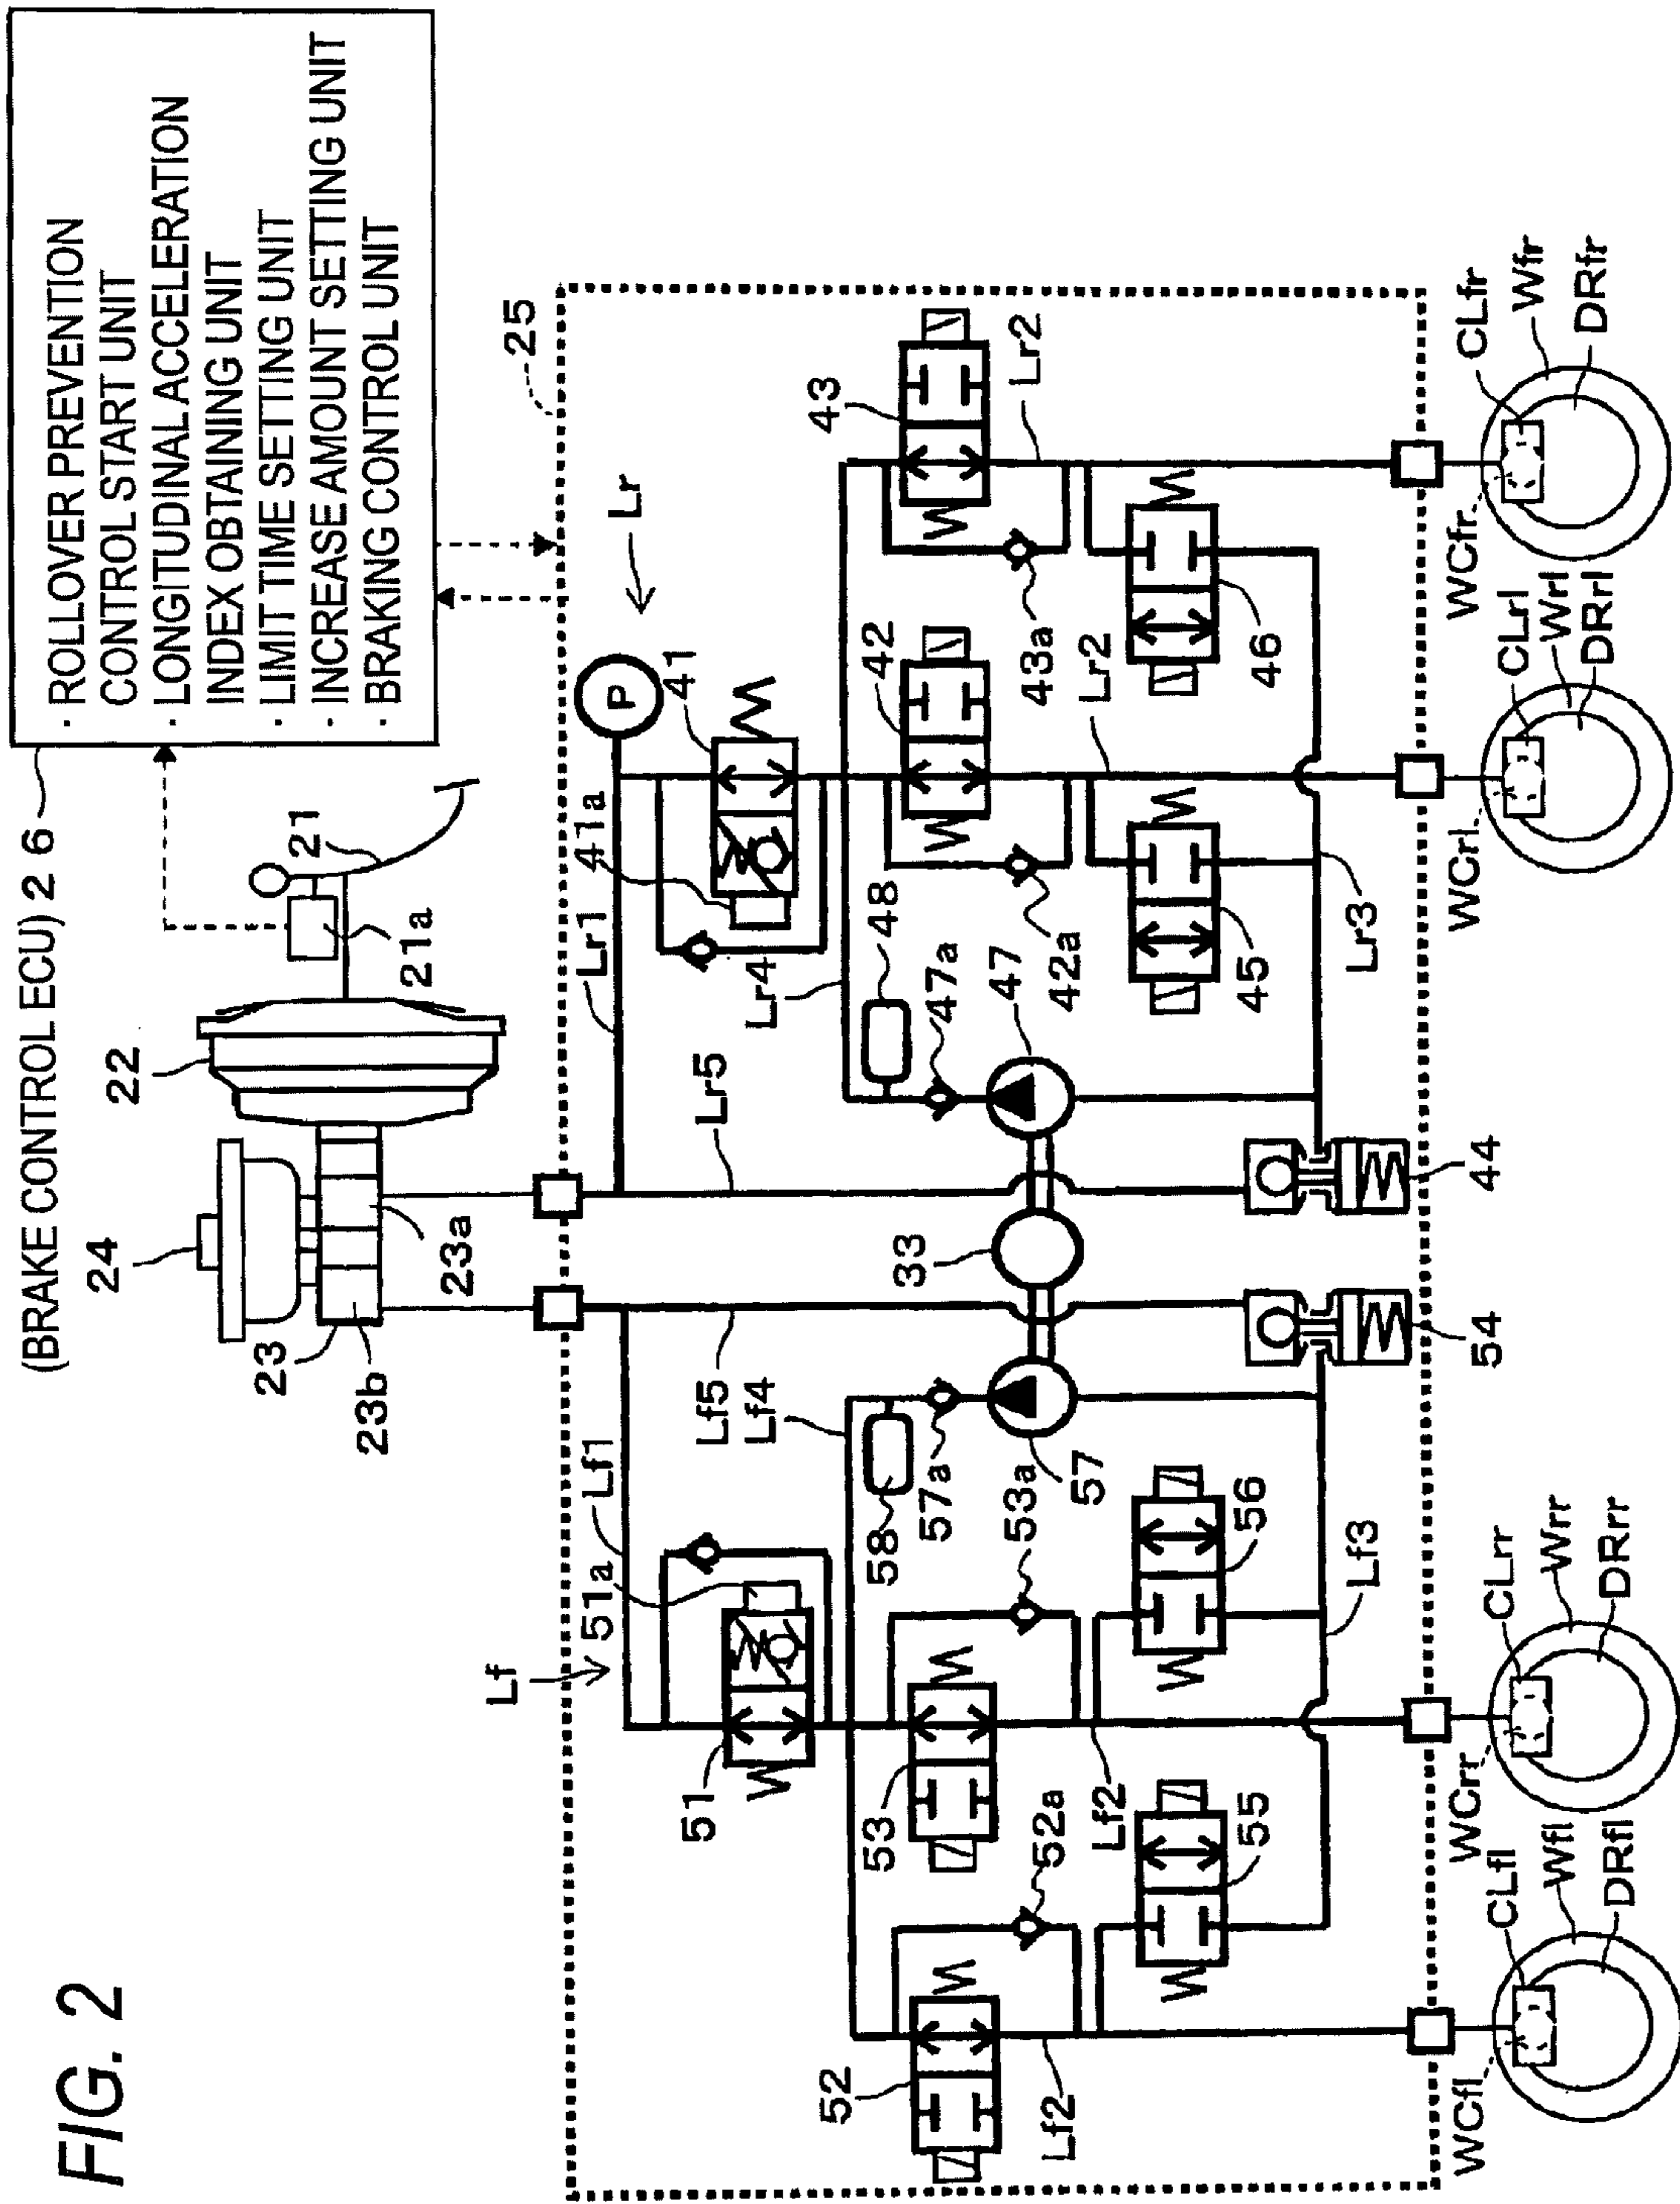 FIG. 2
(BRAKE CONTROL ECU) 2 6
· ROLLOVER PREVENTION
CONTROL START UNIT
· LONGITUDINAL ACCELERATION
INDEX OBTAINING UNIT
· LIMIT TIME SETTING UNIT
· INCREASE AMOUNT SETTING UNIT
· BRAKING CONTROL UNIT
24
22
21
21a
23
23b
23a
25
Lf
51a
Lf1
Lr1
41a
P
41
Lr
51
Lf5
Lf4
Lr5
Lr4
52
53
58
57a
33
48
47a
47
42
43
52a
53a
57
42a
43a
Lr2
Lf2
Lf2
55
56
45
Lr2
46
Lf3
54
44
Lr3
WCfl
CLfl
Wfl
DRfl
WCrr
CLrr
Wrr
DRrr
WCrl
CLrl
Wrl
DRrl
WCfr
CLfr
Wfr
DRfr